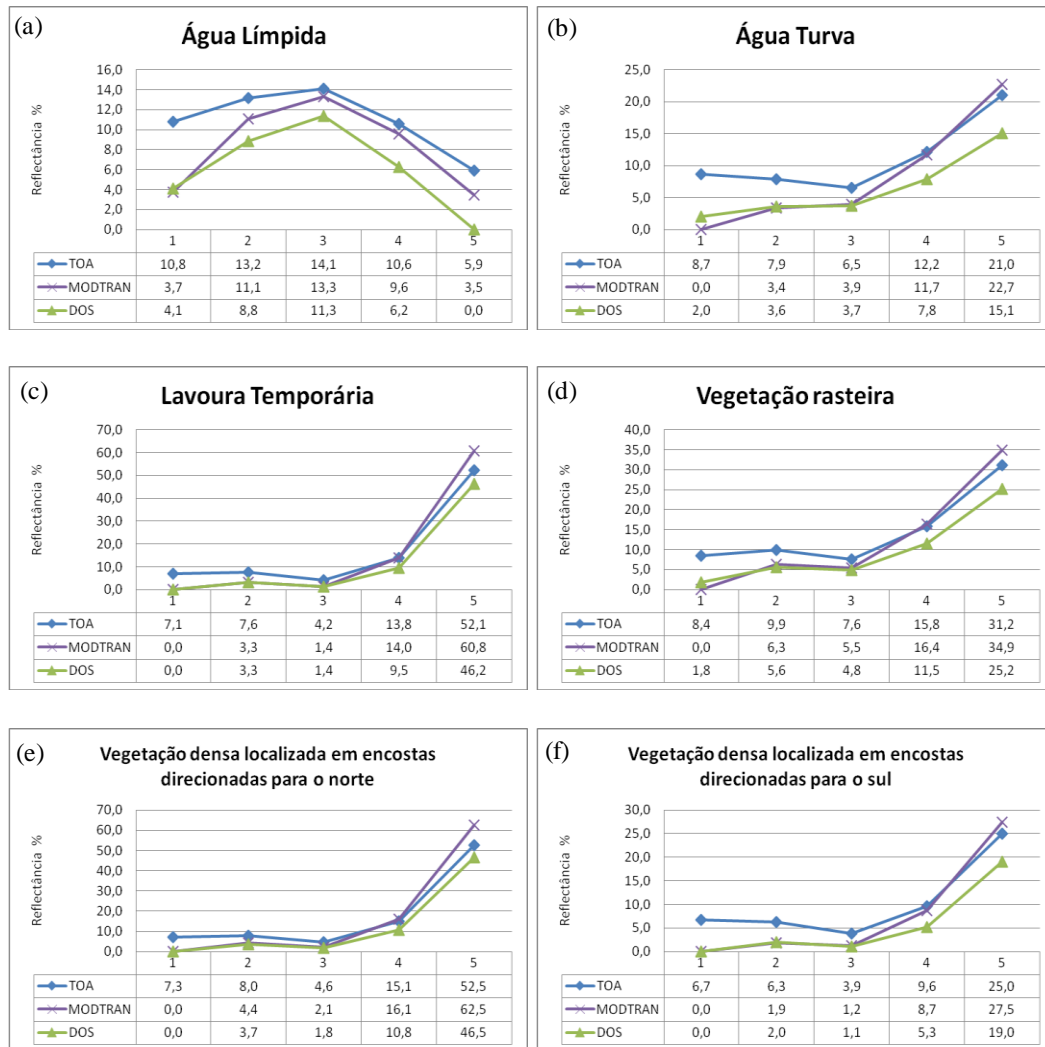 (a)
Água Límpida
Reflectância %
16,0
14,0
12,0
10,0
8,0
6,0
4,0
2,0
0,0
1 2 3 4 5
TOA 10,8 13,2 14,1 10,6 5,9
MODTRAN 3,7 11,1 13,3 9,6 3,5
DOS 4,1 8,8 11,3 6,2 0,0
(b)
Água Turva
Reflectância %
25,0
20,0
15,0
10,0
5,0
0,0
1 2 3 4 5
TOA 8,7 7,9 6,5 12,2 21,0
MODTRAN 0,0 3,4 3,9 11,7 22,7
DOS 2,0 3,6 3,7 7,8 15,1
(c)
Lavoura Temporária
Reflectância %
70,0
60,0
50,0
40,0
30,0
20,0
10,0
0,0
1 2 3 4 5
TOA 7,1 7,6 4,2 13,8 52,1
MODTRAN 0,0 3,3 1,4 14,0 60,8
DOS 0,0 3,3 1,4 9,5 46,2
(d)
Vegetação rasteira
Reflectância %
40,0
35,0
30,0
25,0
20,0
15,0
10,0
5,0
0,0
1 2 3 4 5
TOA 8,4 9,9 7,6 15,8 31,2
MODTRAN 0,0 6,3 5,5 16,4 34,9
DOS 1,8 5,6 4,8 11,5 25,2
(e)
Vegetação densa localizada em encostas
direcionadas para o norte
Reflectância %
70,0
60,0
50,0
40,0
30,0
20,0
10,0
0,0
1 2 3 4 5
TOA 7,3 8,0 4,6 15,1 52,5
MODTRAN 0,0 4,4 2,1 16,1 62,5
DOS 0,0 3,7 1,8 10,8 46,5
(f)
Vegetação densa localizada em encostas
direcionadas para o sul
Reflectância %
30,0
25,0
20,0
15,0
10,0
5,0
0,0
1 2 3 4 5
TOA 6,7 6,3 3,9 9,6 25,0
MODTRAN 0,0 1,9 1,2 8,7 27,5
DOS 0,0 2,0 1,1 5,3 19,0